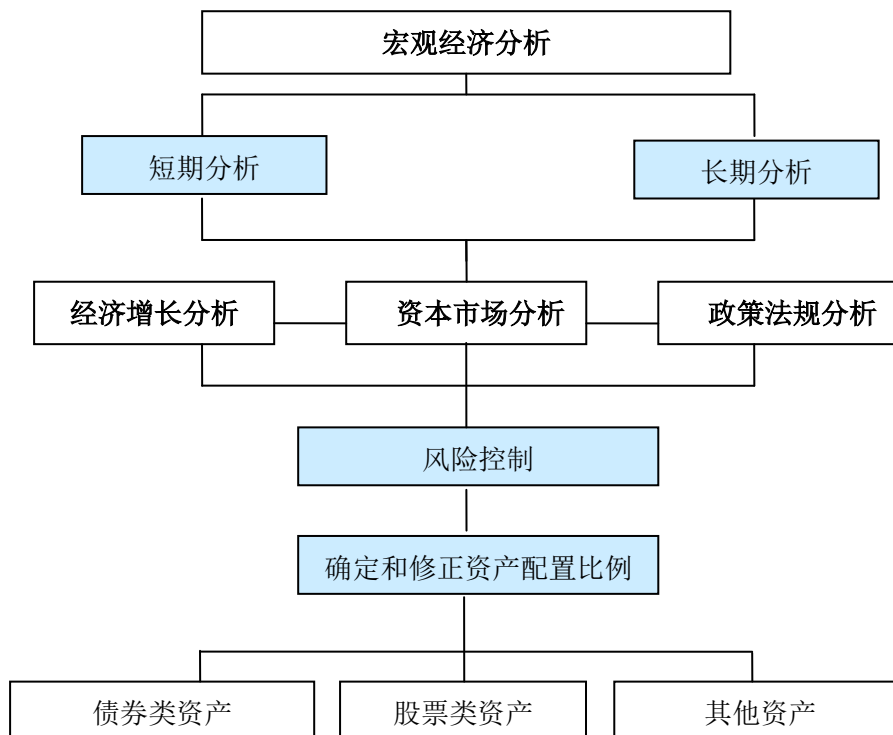 宏观经济分析
短期分析
长期分析
经济增长分析
资本市场分析
政策法规分析
风险控制
确定和修正资产配置比例
债券类资产
股票类资产
其他资产